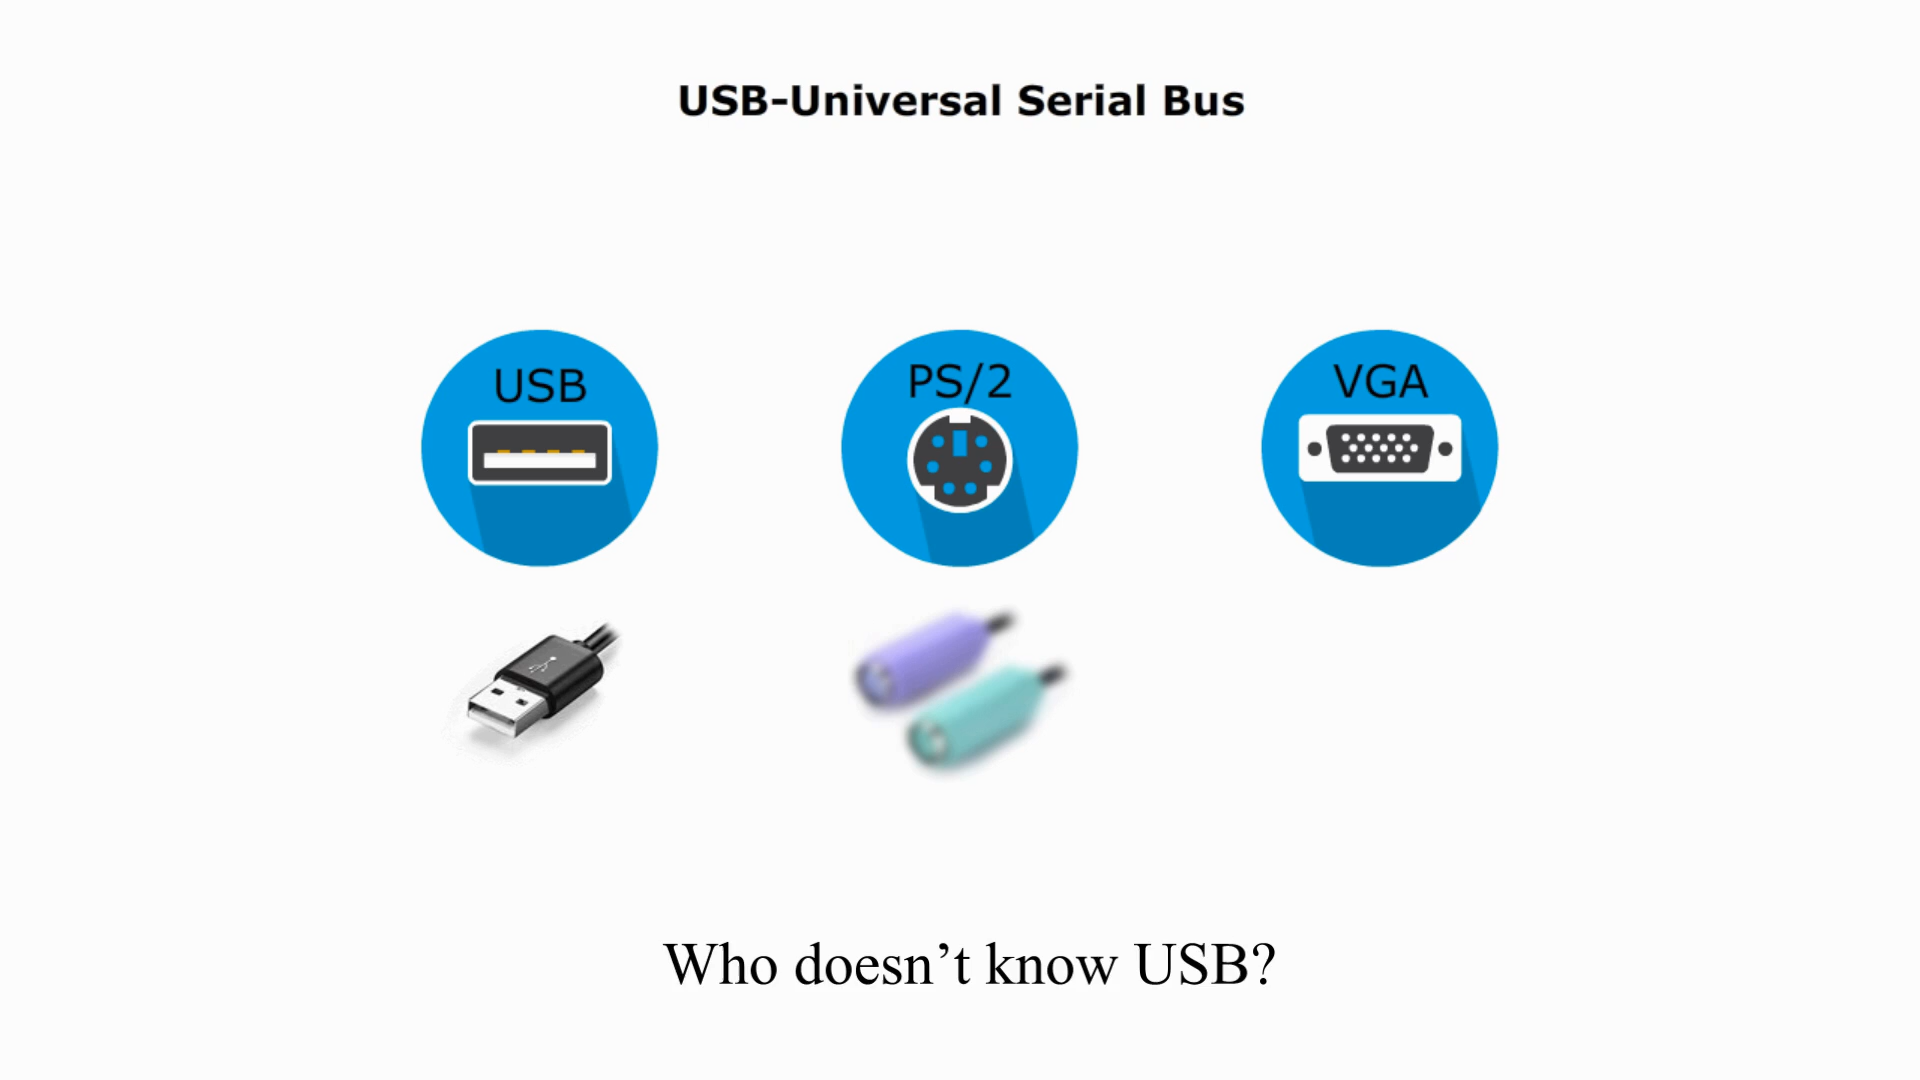 USB-Universal Serial Bus
USB
PS/2
VGA
Who doesn’t know USB?